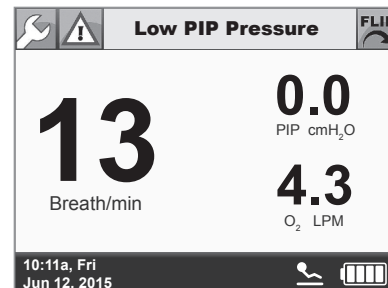 Low PIP Pressure
FLIP
13
Breath/min
0.0
PIP cmH₂O
4.3
O₂ LPM
10:11a, Fri
Jun 12, 2015